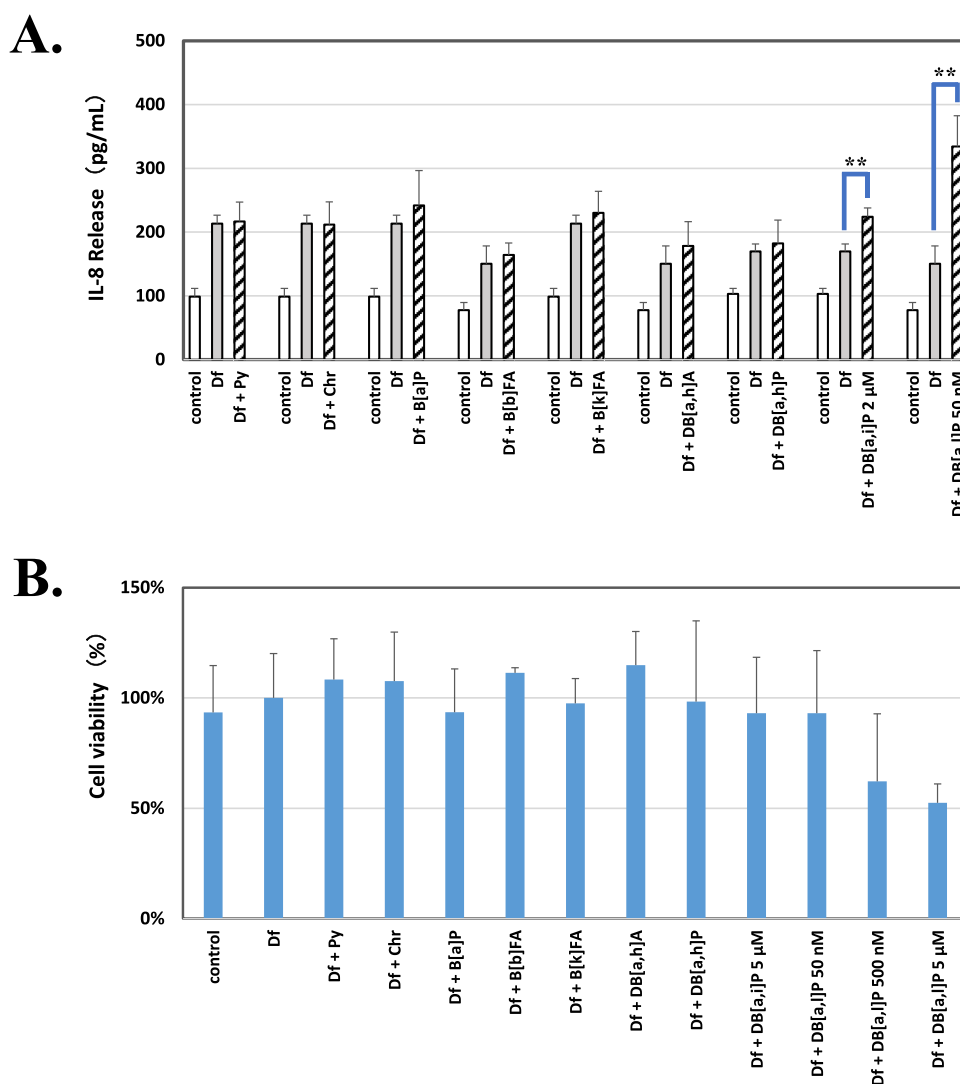 A.
500
400
300
200
100
0
IL-8 Release (pg/mL)
**
**
control
Df
Df + Py
control
Df
Df + Chr
control
Df
Df + B[a]P
control
Df
Df + B[b]FA
control
Df
Df + B[k]FA
control
Df
Df + DB[a,h]A
control
Df
Df + DB[a,h]P
control
Df
Df + DB[a,i]P 2 μM
control
Df
Df + DB[a,l]P 50 nM
B.
150%
100%
50%
0%
Cell viability (%)
control
Df
Df + Py
Df + Chr
Df + B[a]P
Df + B[b]FA
Df + B[k]FA
Df + DB[a,h]A
Df + DB[a,h]P
Df + DB[a,i]P 5 μM
Df + DB[a,l]P 50 nM
Df + DB[a,l]P 500 nM
Df + DB[a,l]P 5 μM